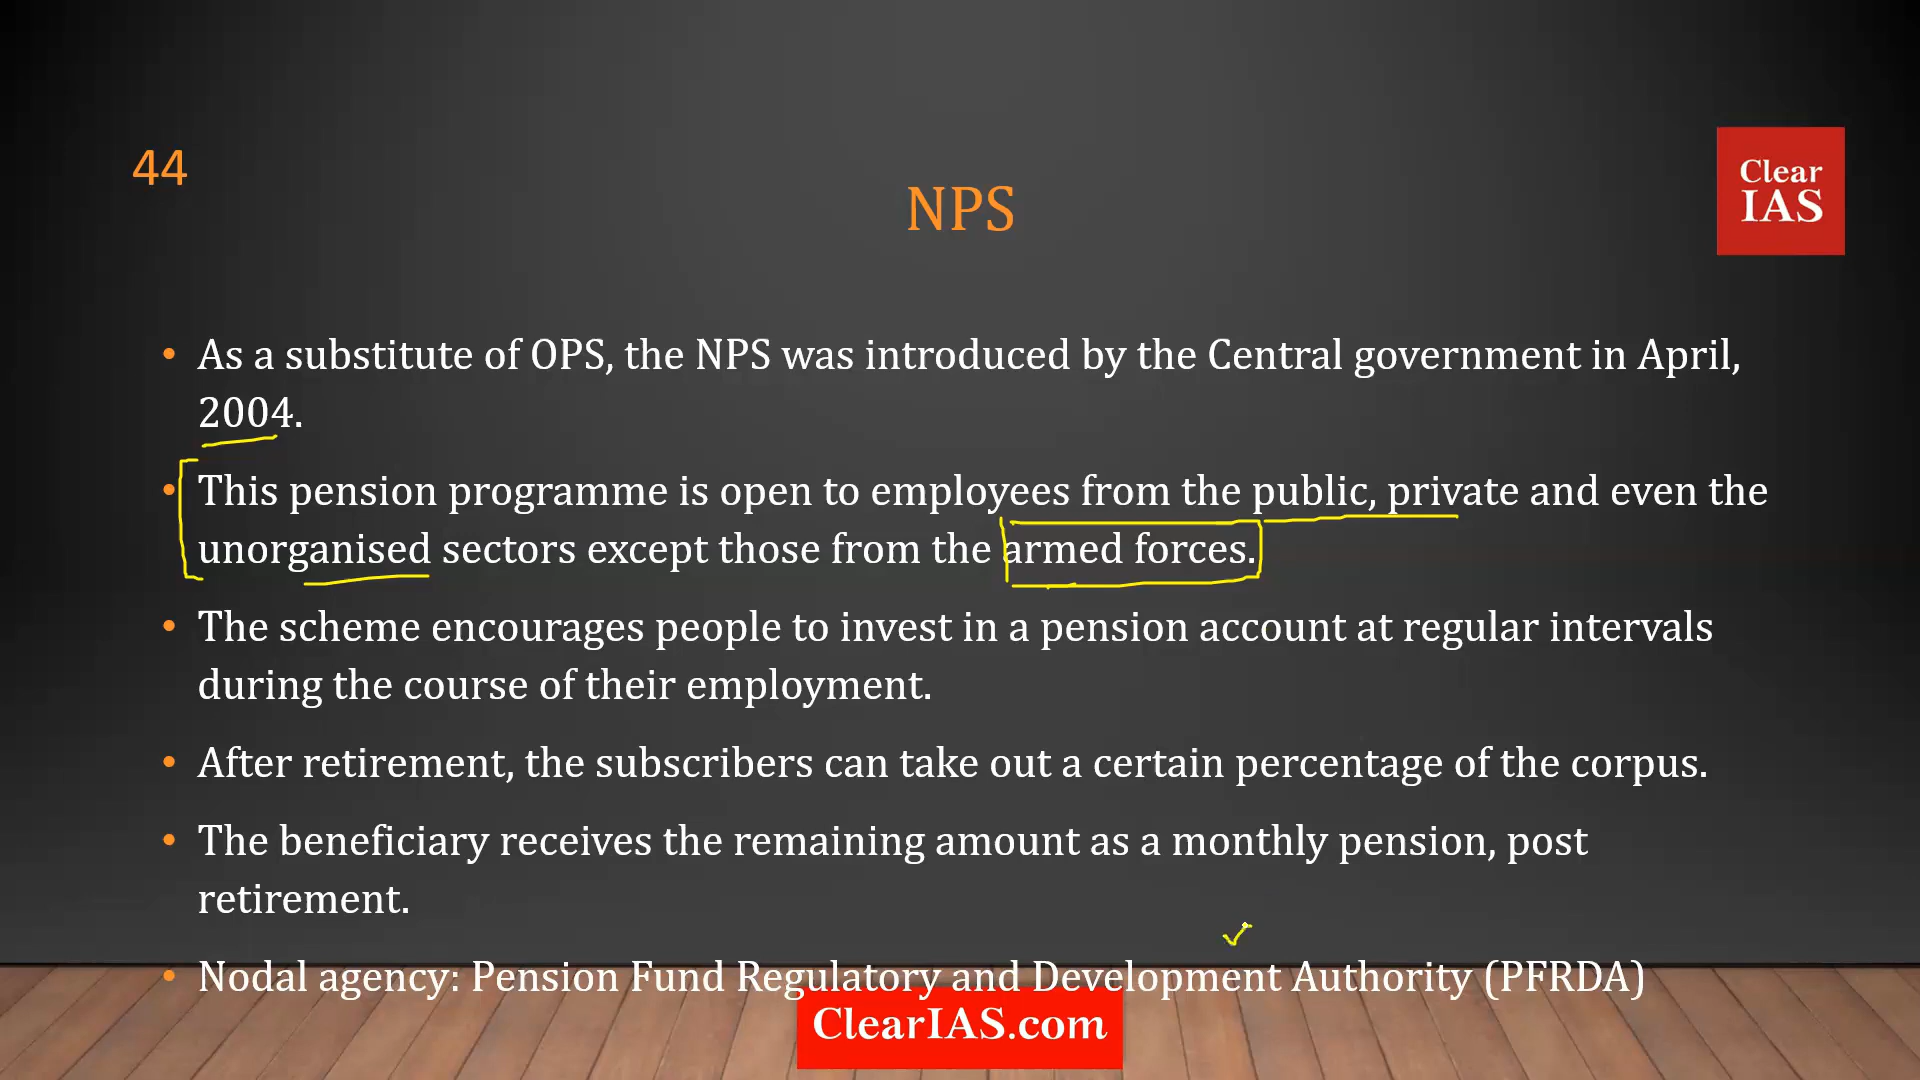 44
Clear
IAS
NPS
• As a substitute of OPS, the NPS was introduced by the Central government in April,
2004.
• This pension programme is open to employees from the public, private and even the
unorganised sectors except those from the armed forces.
• The scheme encourages people to invest in a pension account at regular intervals
during the course of their employment.
• After retirement, the subscribers can take out a certain percentage of the corpus.
• The beneficiary receives the remaining amount as a monthly pension, post
retirement.
• Nodal agency: Pension Fund Regulatory and Development Authority (PFRDA)
ClearIAS.com